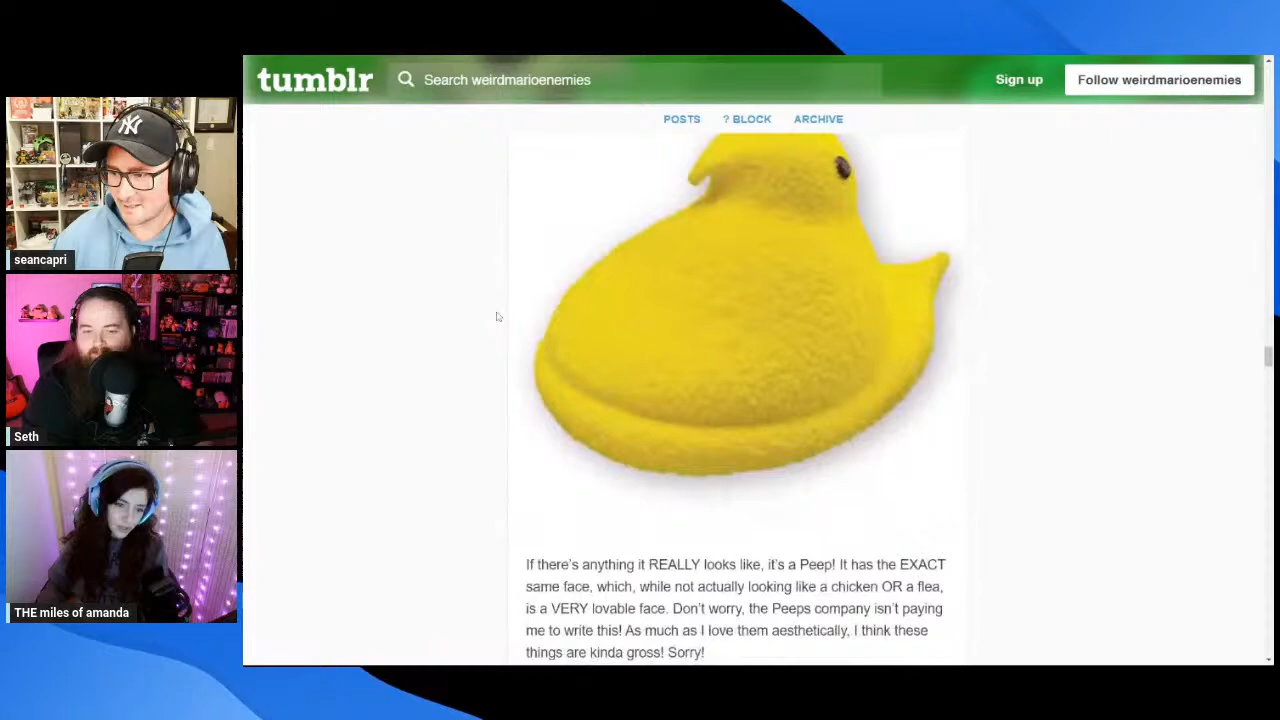 tumblr
Search weirdmarioenemies
Sign up
Follow weirdmarioenemies
POSTS
? BLOCK
ARCHIVE
seancapri
Seth
THE miles of amanda
If there's anything it REALLY looks like, it's a Peep! It has the EXACT
same face, which, while not actually looking like a chicken OR a flea,
is a VERY lovable face. Don't worry, the Peeps company isn't paying
me to write this! As much as I love them aesthetically, I think these
things are kinda gross! Sorry!